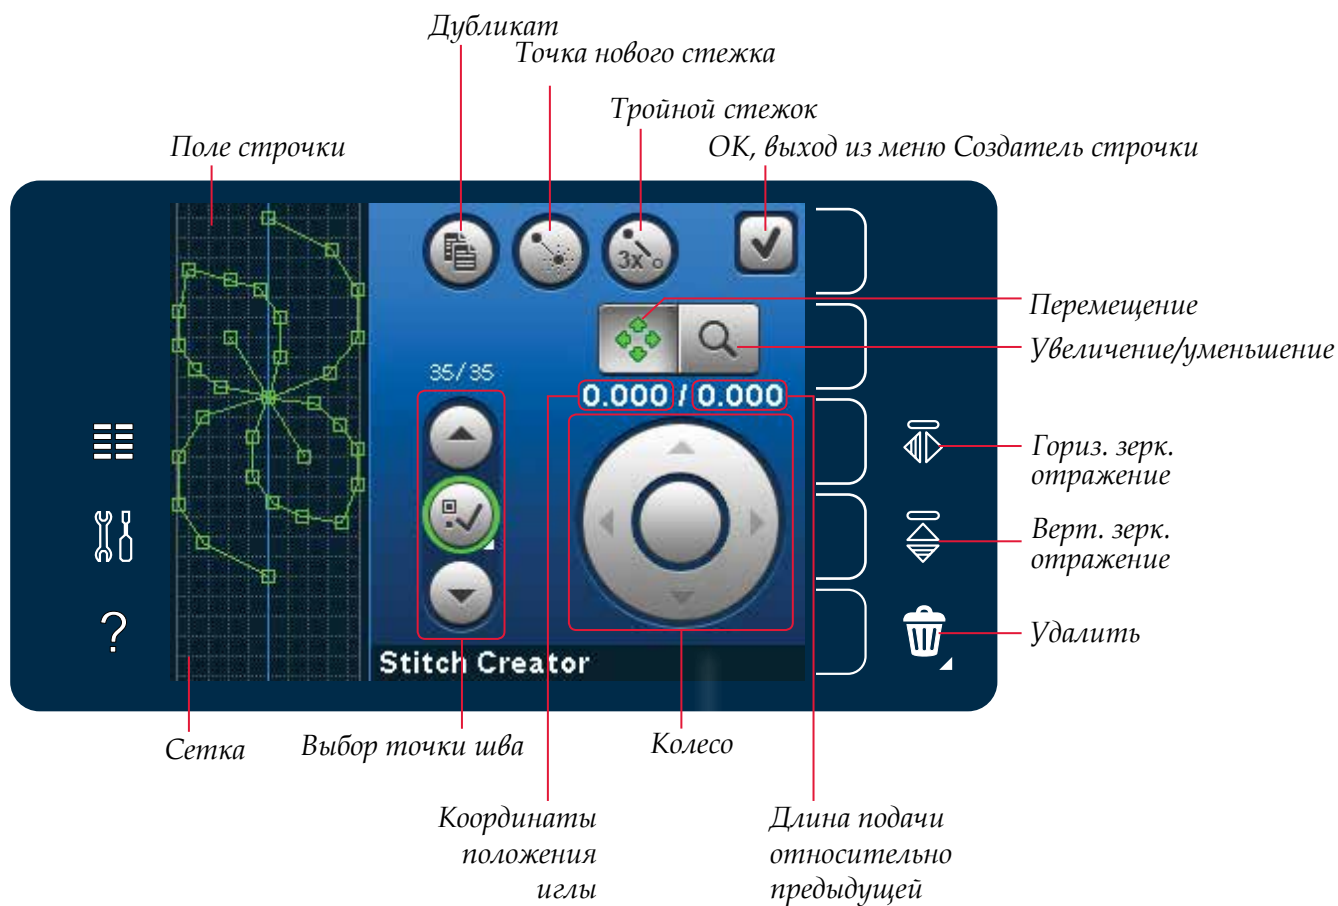 Дубликат
Точка нового стежка
Тройной стежок
Поле строчки
OK, выход из меню Создатель строчки
3x
Перемещение
Увеличение/уменьшение
35/35
0.000 / 0.000
Гориз. зерк.
отражение
Верт. зерк.
отражение
?
Удалить
Stitch Creator
Сетка
Выбор точки шва
Колесо
Координаты
положения
иглы
Длина подачи
относительно
предыдущей